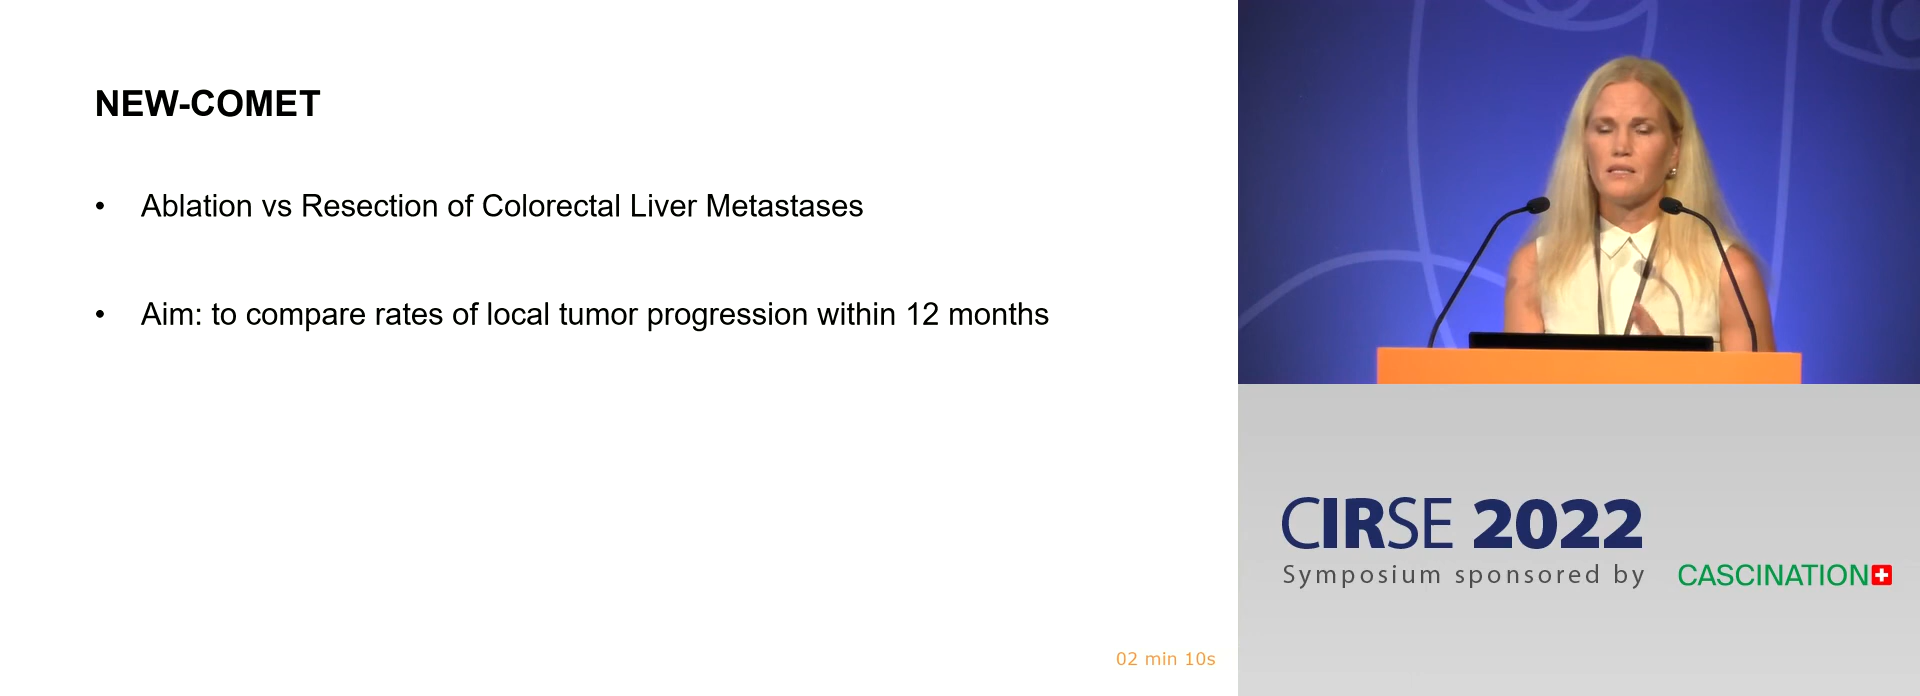 NEW-COMET
• Ablation vs Resection of Colorectal Liver Metastases
• Aim: to compare rates of local tumor progression within 12 months
02 min 10s
CIRSE 2022
Symposium sponsored by CASCINATION